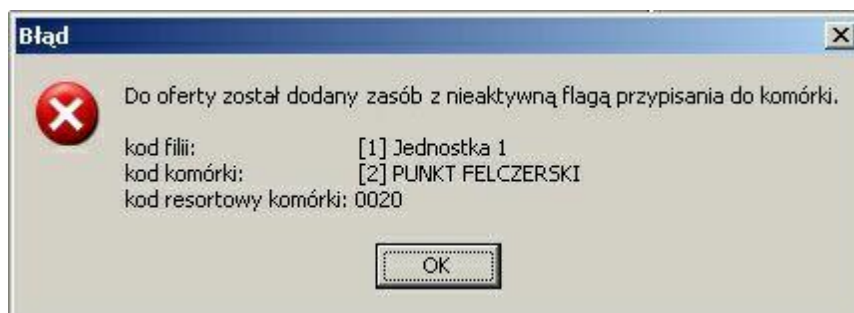 Błąd
Do oferty został dodany zasób z nieaktywną flagą przypisania do komórki.
kod filii: [1] Jednostka 1
kod komórki: [2] PUNKT FELCZERSKI
kod resortowy komórki: 0020
OK